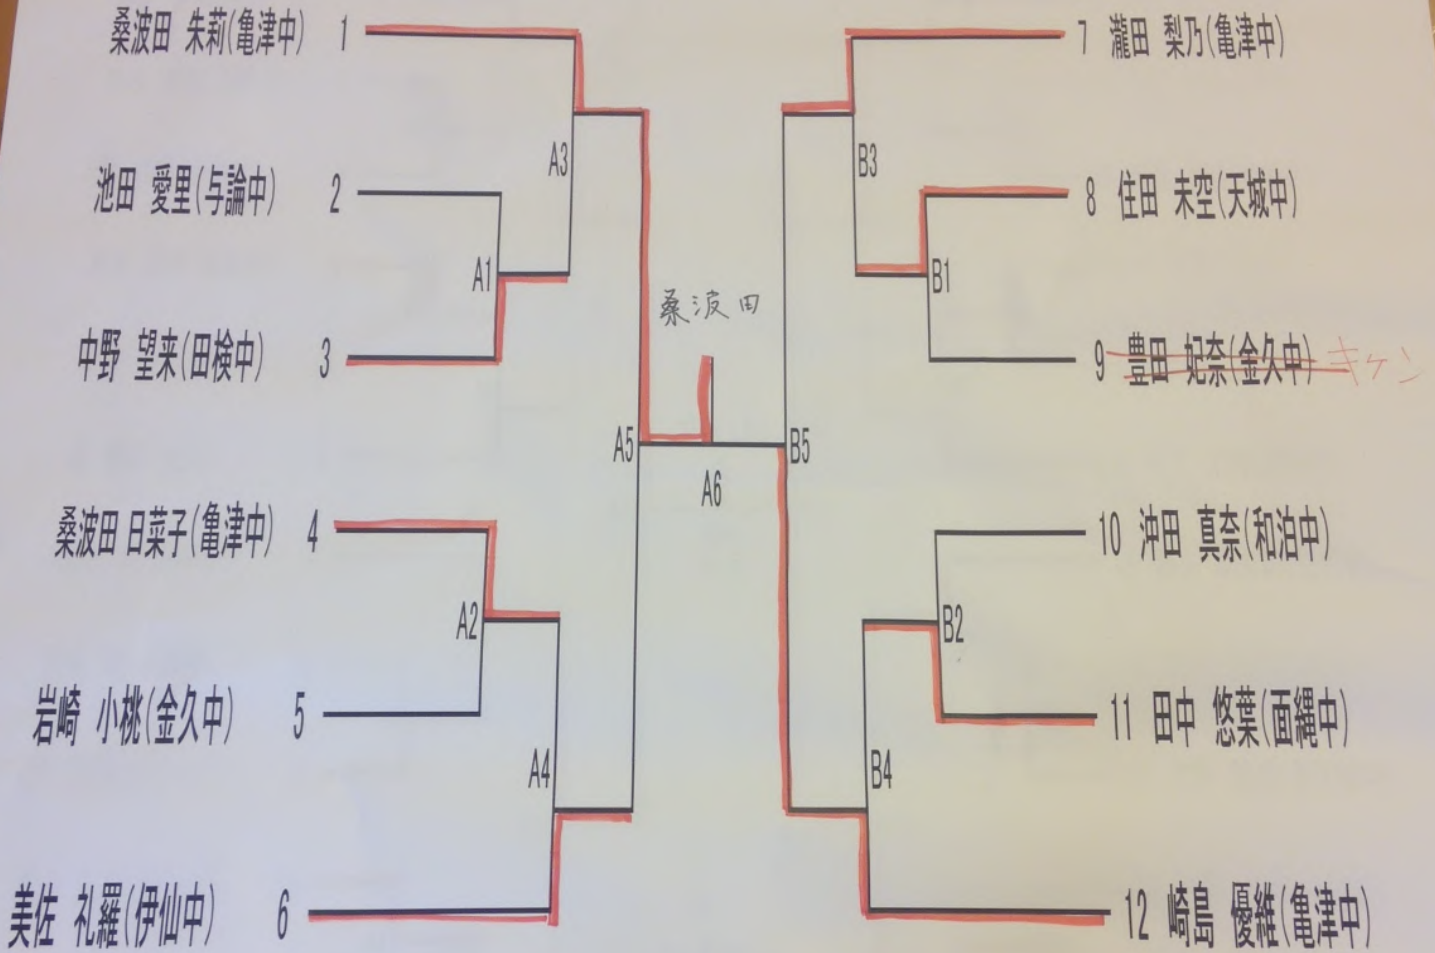 桑波田 朱莉(亀津中) 1
池田 愛里(与論中) 2
中野 望来(田検中) 3
桑波田 日菜子(亀津中) 4
岩崎 小桃(金久中) 5
美佐 礼羅(伊仙中) 6
A3
A1
A2
A4
A5
桑波田
A6
B5
B3
B1
B2
B4
7 瀧田 梨乃(亀津中)
8 住田 未空(天城中)
9 豊田 妃奈(金久中) キケン
10 沖田 真奈(和泊中)
11 田中 悠葉(面縄中)
12 崎島 優維(亀津中)